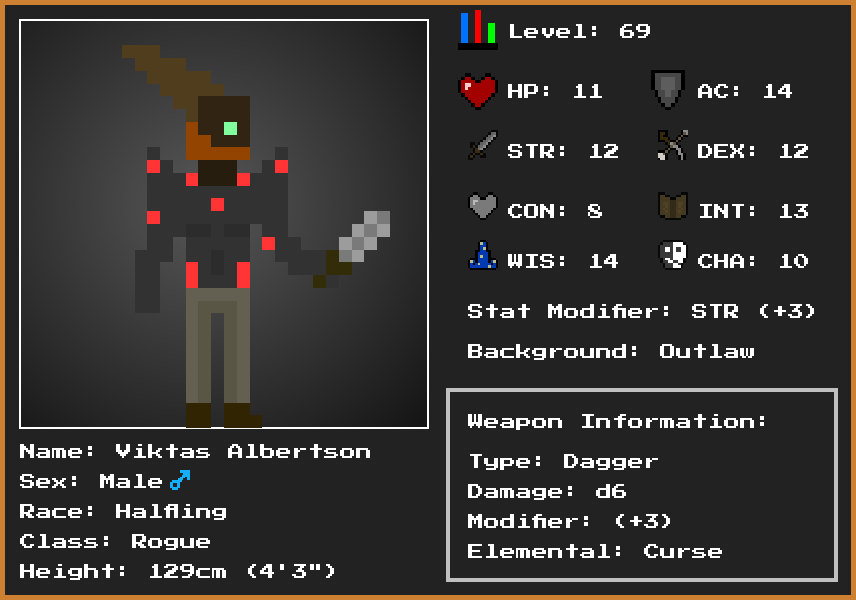 Level: 69
HP: 11
AC: 14
STR: 12
DEX: 12
CON: 8
INT: 13
WIS: 14
CHA: 10
Stat Modifier: STR (+3)
Background: Outlaw
Weapon Information:
Type: Dagger
Damage: d6
Modifier: (+3)
Elemental: Curse
Name: Viktas Albertson
Sex: Male♂
Race: Halfling
Class: Rogue
Height: 129cm (4'3")